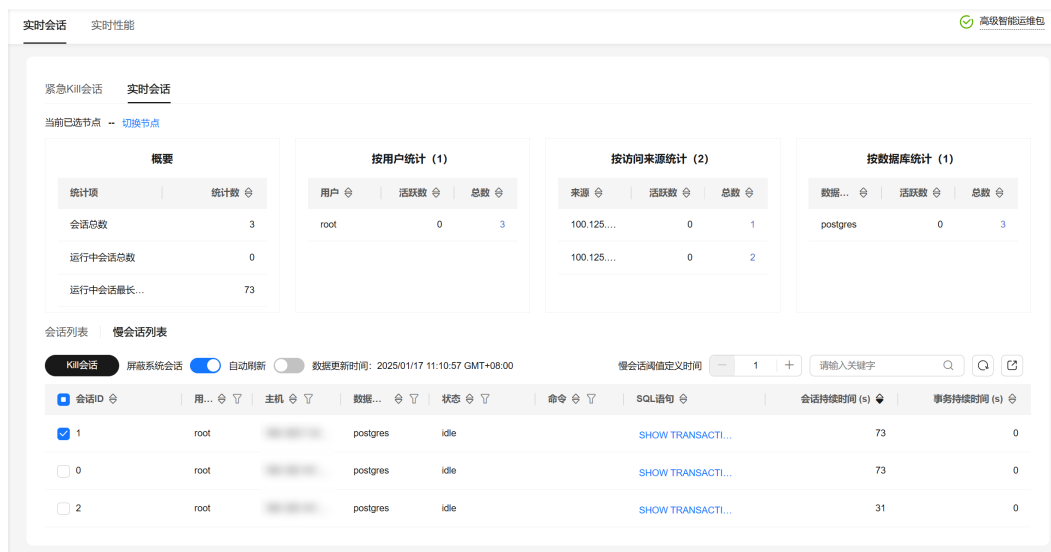 实时会话 实时性能 高级智能运维包
紧急Kill会话 实时会话
当前已选节点 -- 切换节点
概要 按用户统计（1） 按访问来源统计（2） 按数据库统计（1）
统计项 统计数 用户 活跃数 总数 来源 活跃数 总数 数据... 活跃数 总数
会话总数 3 root 0 3 100.125.... 0 1 postgres 0 3
运行中会话总数 0 100.125.... 0 2
运行中会话最长... 73
会话列表 慢会话列表
Kill会话 屏蔽系统会话 自动刷新 数据更新时间：2025/01/17 11:10:57 GMT+08:00 慢会话阈值定义时间 1 请输入关键字
会话ID 用... 主机 数据... 状态 命令 SQL语句 会话持续时间 (s) 事务持续时间 (s)
1 root postgres idle SHOW TRANSACTI... 73 0
0 root postgres idle SHOW TRANSACTI... 73 0
2 root postgres idle SHOW TRANSACTI... 31 0